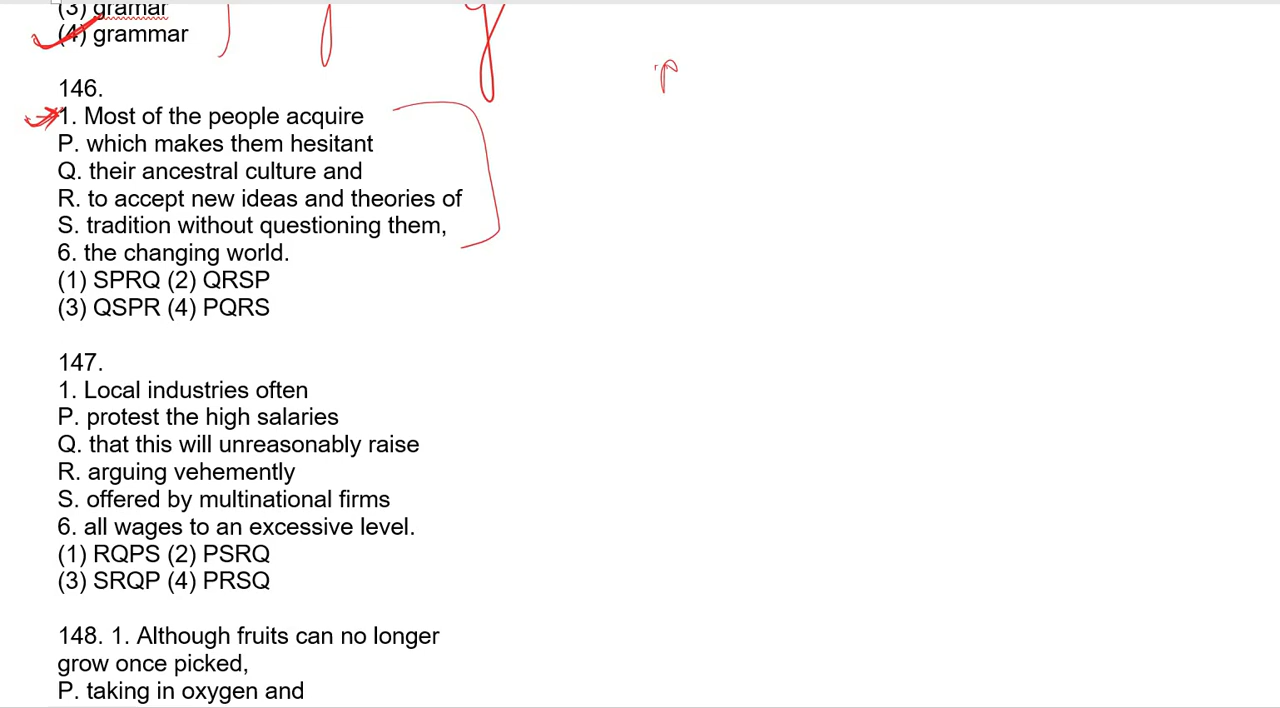 (3) gramar
(4) grammar
146.
1. Most of the people acquire
P. which makes them hesitant
Q. their ancestral culture and
R. to accept new ideas and theories of
S. tradition without questioning them,
6. the changing world.
(1) SPRQ (2) QRSP
(3) QSPR (4) PQRS
147.
1. Local industries often
P. protest the high salaries
Q. that this will unreasonably raise
R. arguing vehemently
S. offered by multinational firms
6. all wages to an excessive level.
(1) RQPS (2) PSRQ
(3) SRQP (4) PRSQ
148. 1. Although fruits can no longer
grow once picked,
P. taking in oxygen and